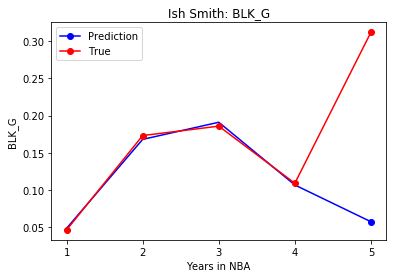 Ish Smith: BLK_G
Prediction
True
BLK_G
0.30
0.25
0.20
0.15
0.10
0.05
1 2 3 4 5
Years in NBA